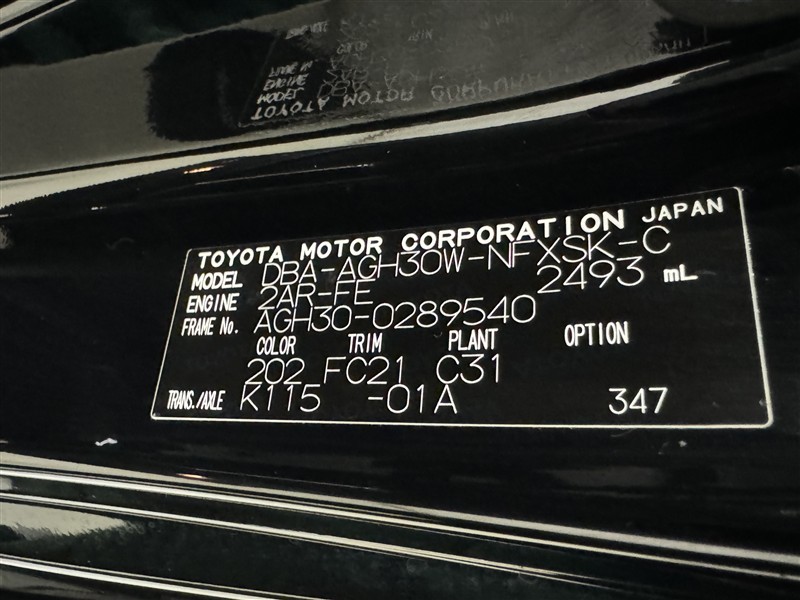 TOYOTA MOTOR CORPORATION JAPAN
MODEL DBA-AGH30W-NFXSK-C
ENGINE 2AR-FE 2493 mL
FRAME No. AGH30-0289540
COLOR TRIM PLANT OPTION
202 FC21 C31
TRANS./AXLE K115 -01A 347